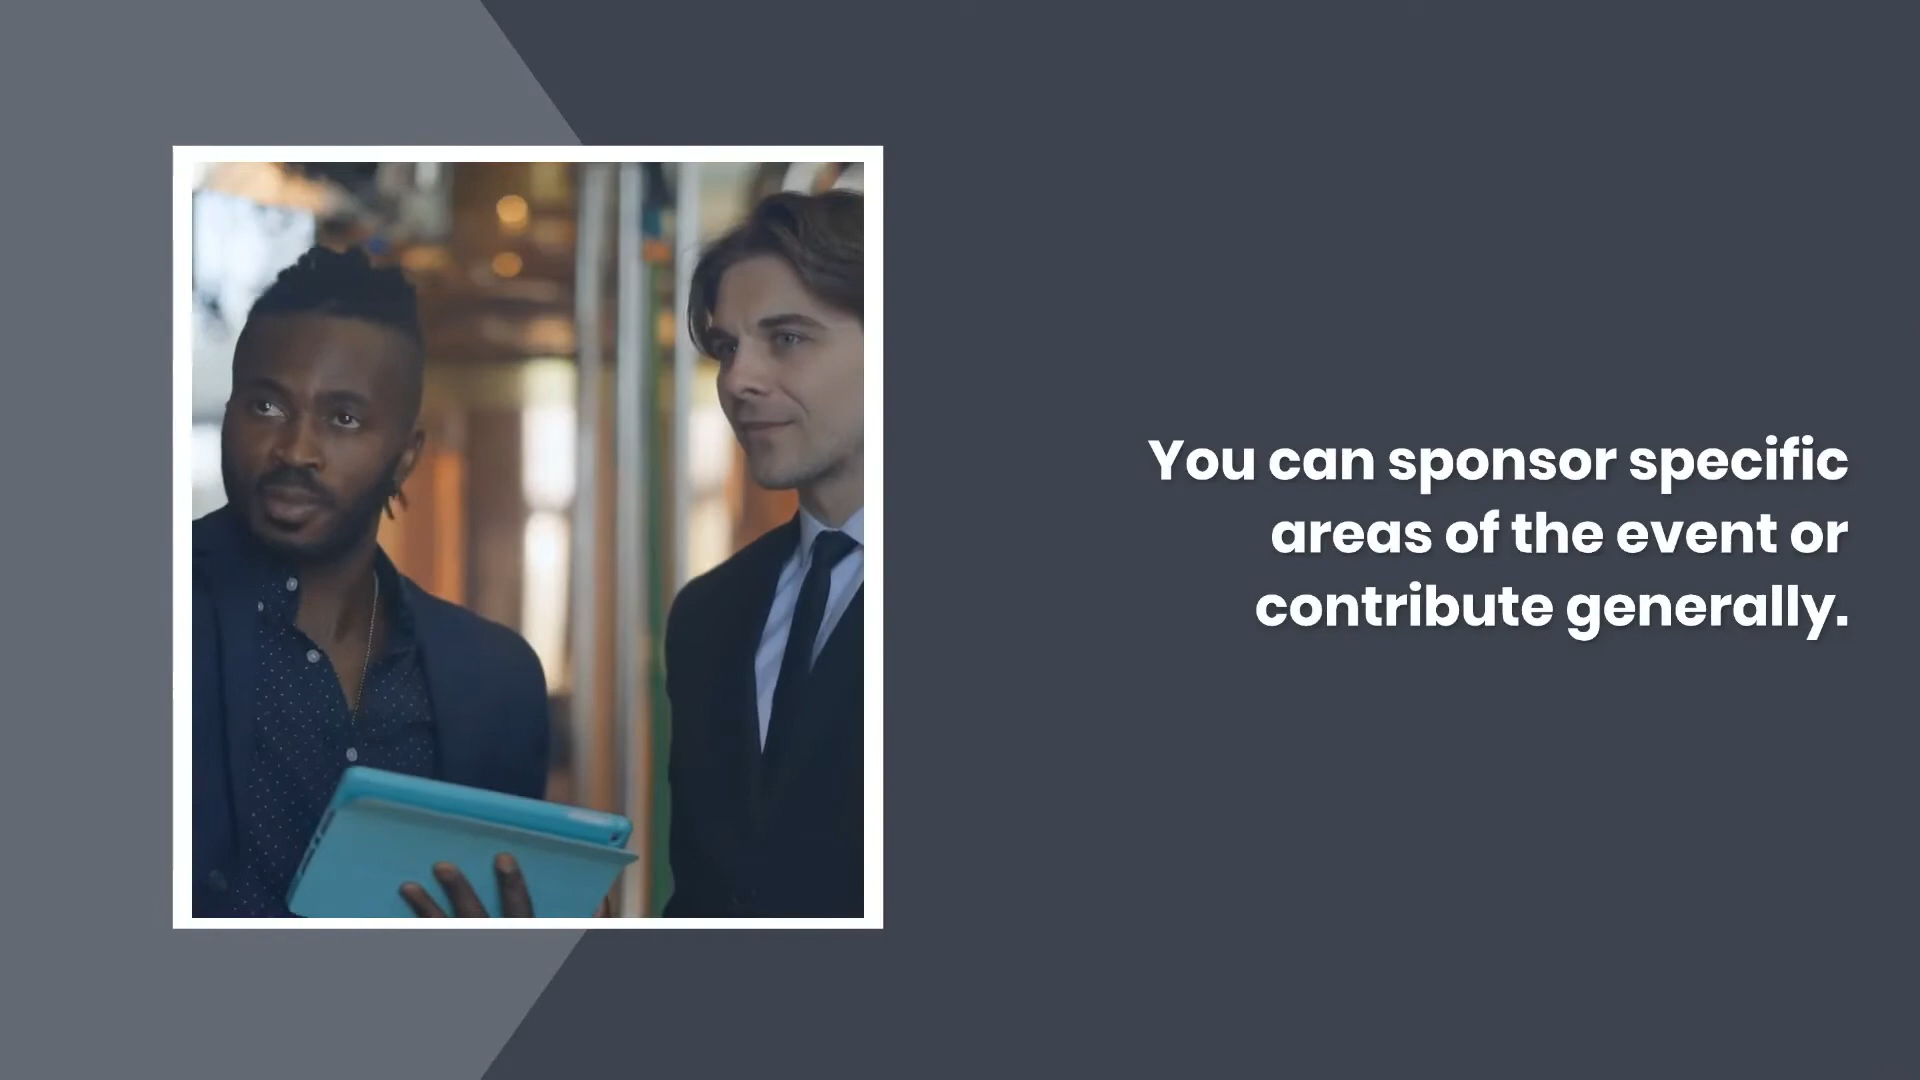 You can sponsor specific
areas of the event or
contribute generally.